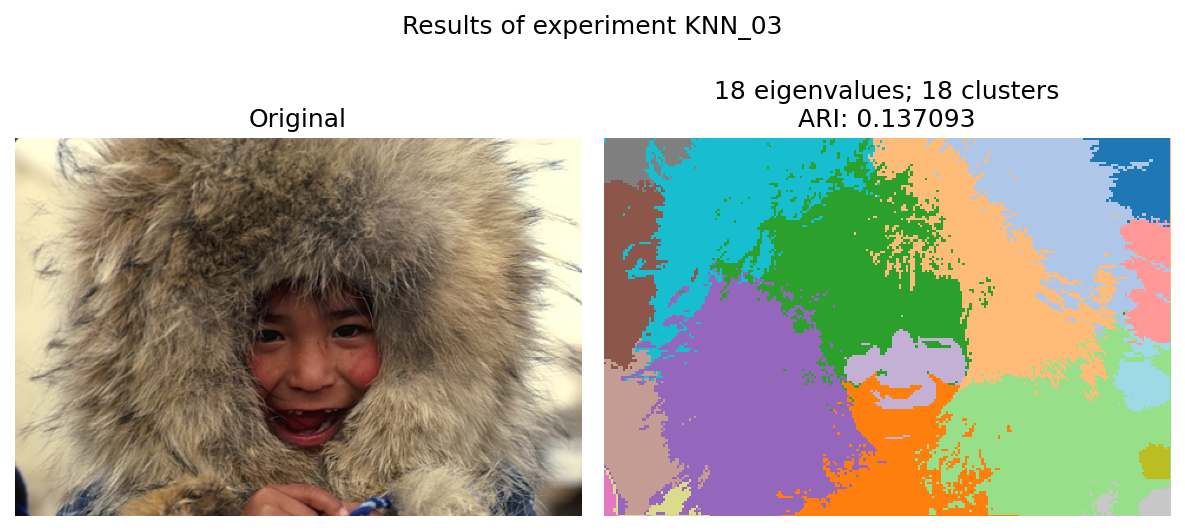 Results of experiment KNN_03
Original
18 eigenvalues; 18 clusters
ARI: 0.137093